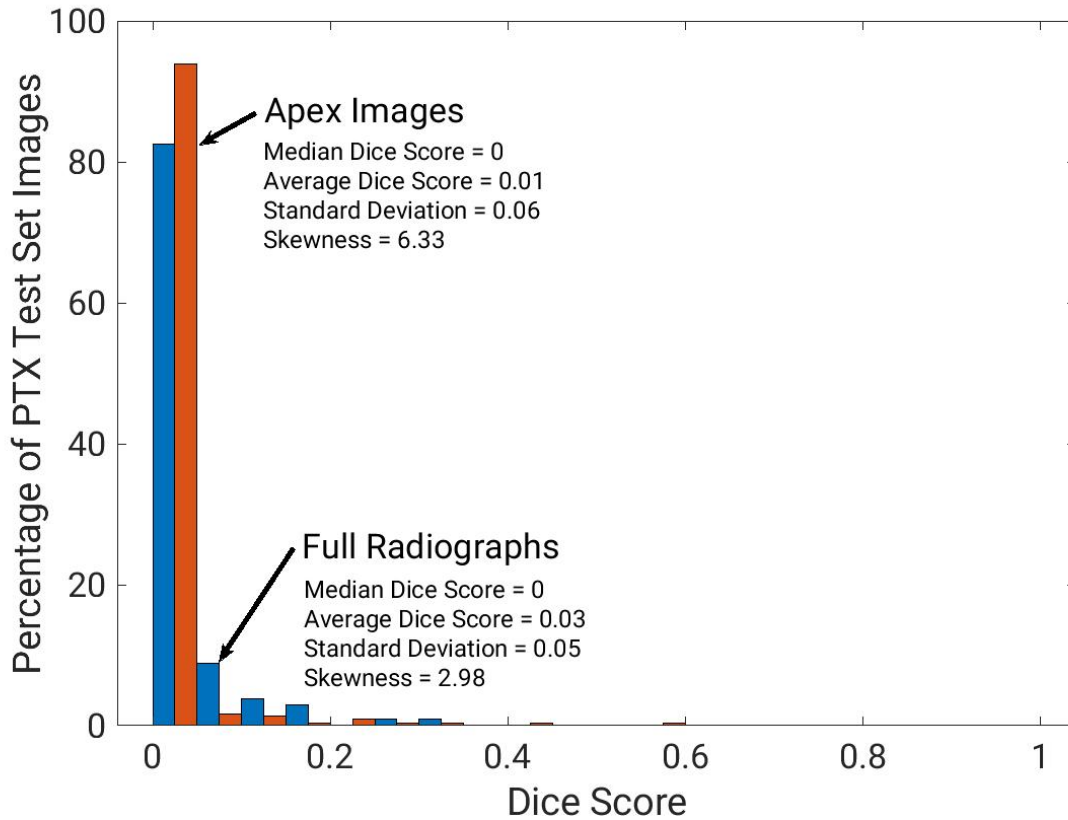 Percentage of PTX Test Set Images
100
80
60
40
20
0
Apex Images
Median Dice Score = 0
Average Dice Score = 0.01
Standard Deviation = 0.06
Skewness = 6.33
Full Radiographs
Median Dice Score = 0
Average Dice Score = 0.03
Standard Deviation = 0.05
Skewness = 2.98
0 0.2 0.4 0.6 0.8 1
Dice Score